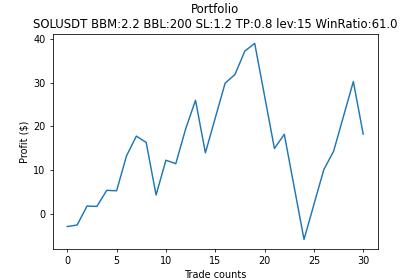 Portfolio
SOLUSDT BBM:2.2 BBL:200 SL:1.2 TP:0.8 lev:15 WinRatio:61.0
40
30
20
10
0
Profit ($)
0 5 10 15 20 25 30
Trade counts